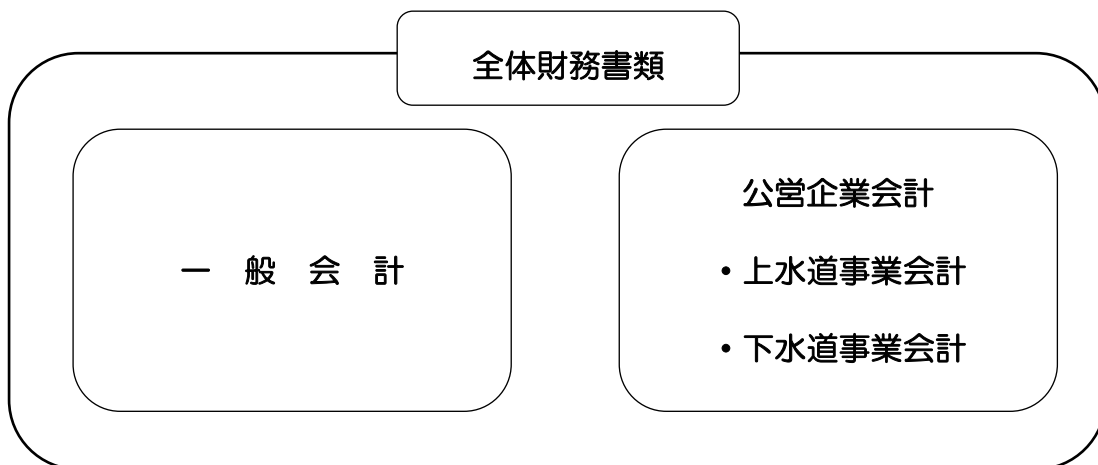 全体財務書類
一　般　会　計
公営企業会計
・上水道事業会計
・下水道事業会計